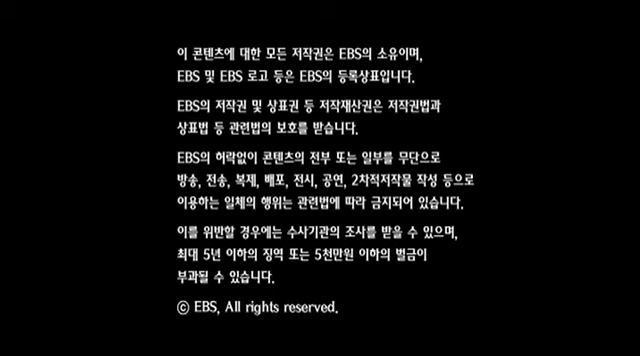 이 콘텐츠에 대한 모든 저작권은 EBS의 소유이며,
EBS 및 EBS 로고 등은 EBS의 등록상표입니다.
EBS의 저작권 및 상표권 등 저작재산권은 저작권법과
상표법 등 관련법의 보호를 받습니다.
EBS의 허락없이 콘텐츠의 전부 또는 일부를 무단으로
방송, 전송, 복제, 배포, 전시, 공연, 2차적저작물 작성 등으로
이용하는 일체의 행위는 관련법에 따라 금지되어 있습니다.
이를 위반할 경우에는 수사기관의 조사를 받을 수 있으며,
최대 5년 이하의 징역 또는 5천만원 이하의 벌금이
부과될 수 있습니다.
ⓒ EBS, All rights reserved.